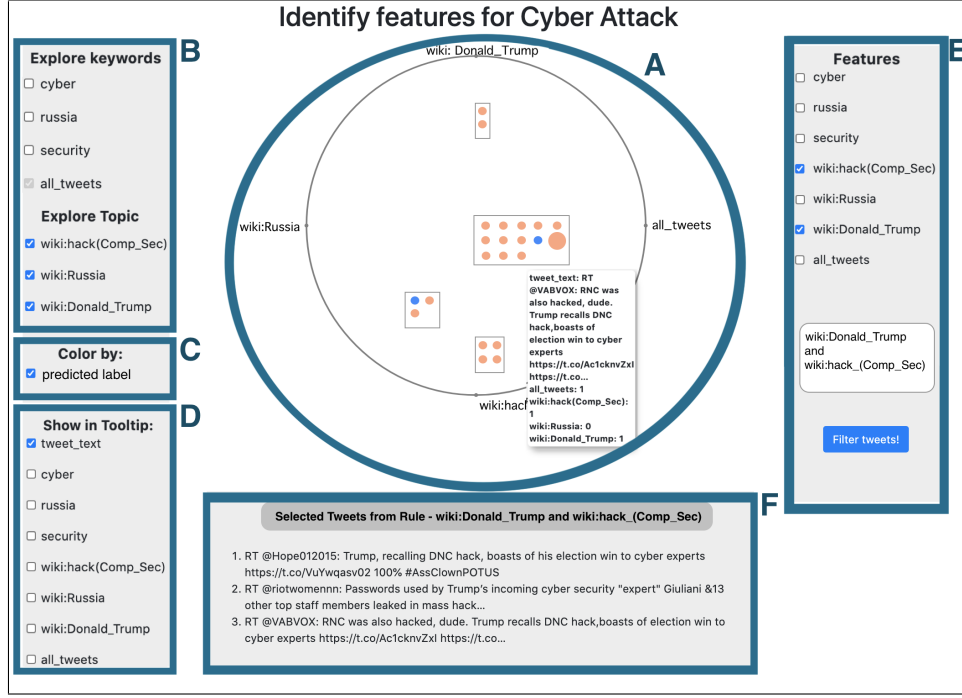 Identify features for Cyber Attack
B
Explore keywords
cyber
russia
security
all_tweets
Explore Topic
wiki:hack(Comp_Sec)
wiki:Russia
wiki:Donald_Trump
C
Color by:
predicted label
D
Show in Tooltip:
tweet_text
cyber
russia
security
wiki:hack(Comp_Sec)
wiki:Russia
wiki:Donald_Trump
all_tweets
A
wiki: Donald_Trump
wiki:Russia
all_tweets
wiki:hacl
tweet_text: RT
@VABVOX: RNC was
also hacked, dude.
Trump recalls DNC
hack,boasts of
election win to cyber
experts
https://t.co/Ac1cknvZxl
https://t.co...
all_tweets: 1
wiki:hack(Comp_Sec):
1
wiki:Russia: 0
wiki:Donald_Trump: 1
E
Features
cyber
russia
security
wiki:hack(Comp_Sec)
wiki:Russia
wiki:Donald_Trump
all_tweets
wiki:Donald_Trump
and
wiki:hack_(Comp_Sec)
Filter tweets!
F
Selected Tweets from Rule - wiki:Donald_Trump and wiki:hack_(Comp_Sec)
1. RT @Hope012015: Trump, recalling DNC hack, boasts of his election win to cyber experts
https://t.co/VuYwqasv02 100% #AssClownPOTUS
2. RT @riotwomennn: Passwords used by Trump's incoming cyber security "expert" Giuliani &13
other top staff members leaked in mass hack...
3. RT @VABVOX: RNC was also hacked, dude. Trump recalls DNC hack,boasts of election win to
cyber experts https://t.co/Ac1cknvZxl https://t.co...